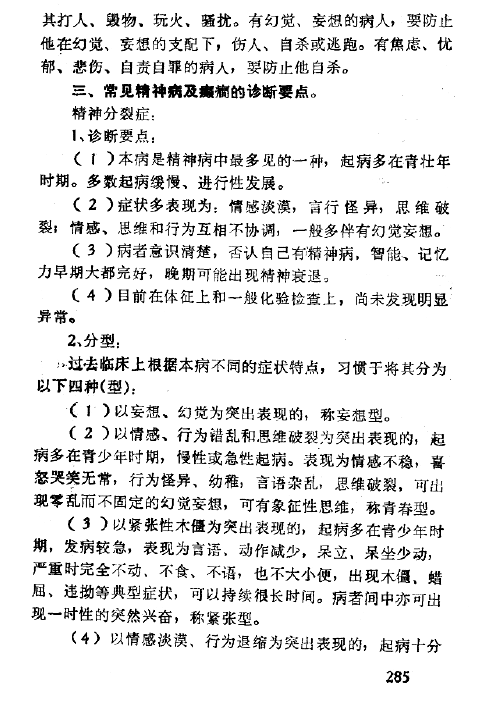 其打人、毁物、玩火、骚扰。有幻觉、妄想的病人，要防止
他在幻觉、妄想的支配下，伤人、自杀或逃跑。有焦虑、忧
郁、悲伤、自责自罪的病人，要防止他自杀。
三、常见精神病及癫痫的诊断要点。
精神分裂症：
1、诊断要点：
（1）本病是精神病中最多见的一种，起病多在青壮年
时期。多数起病缓慢、进行性发展。
（2）症状多表现为：情感淡漠，言行怪异，思维破
裂；情感、思维和行为互相不协调，一般多伴有幻觉妄想。
（3）病者意识清楚，否认自己有精神病，智能、记忆
力早期大都完好，晚期可能出现精神衰退。
（4）目前在体征上和一般化验检查上，尚未发现明显
异常。
2、分型：
过去临床上根据本病不同的症状特点，习惯于将其分为
以下四种(型)：
（1）以妄想、幻觉为突出表现的，称妄想型。
（2）以情感、行为错乱和思维破裂为突出表现的，起
病多在青少年时期，慢性或急性起病。表现为情感不稳，喜
怒哭笑无常，行为怪异、幼稚，言语杂乱，思维破裂，可出
现零乱而不固定的幻觉妄想，可有象征性思维，称青春型。
（3）以紧张性木僵为突出表现的，起病多在青少年时
期，发病较急，表现为言语、动作减少，呆立、呆坐少动，
严重时完全不动、不食、不语，也不大小便，出现木僵、蜡
屈、违拗等典型症状，可以持续很长时间。病者间中亦可出
现一时性的突然兴奋，称紧张型。
（4）以情感淡漠、行为退缩为突出表现的，起病十分
285